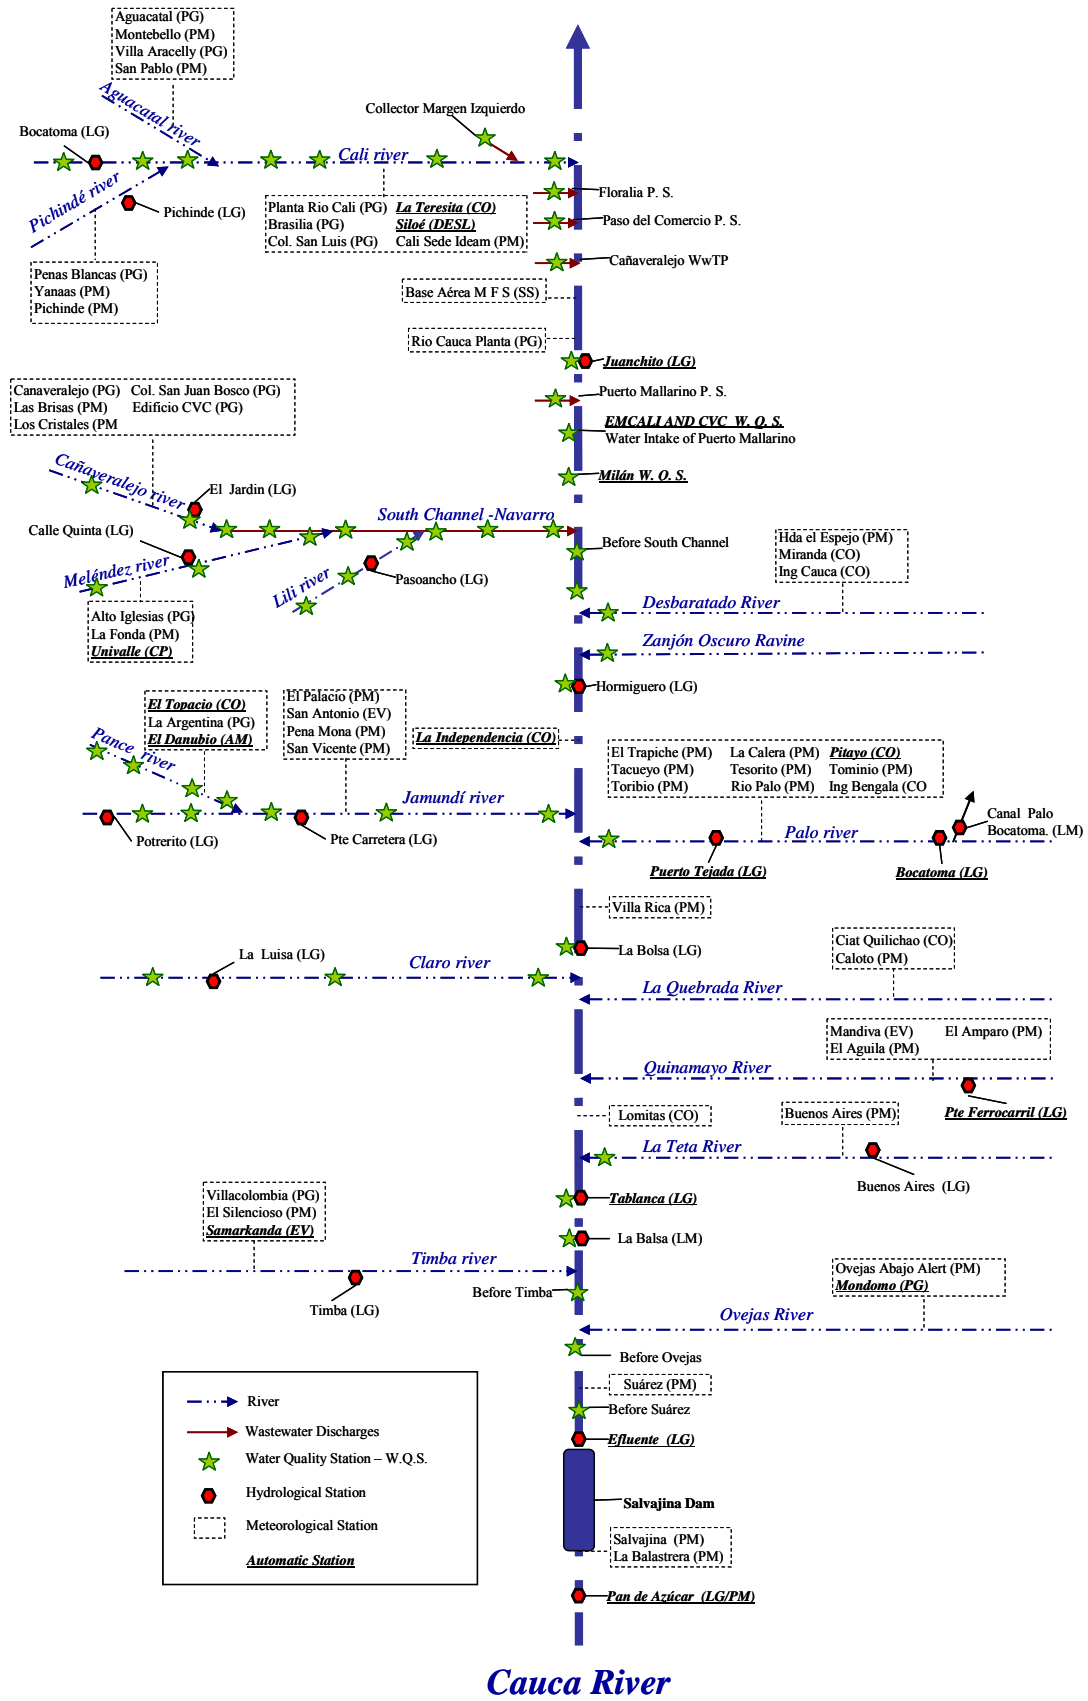 Aguacatal (PG)
Montebello (PM)
Villa Aracelly (PG)
San Pablo (PM)
Aguacatal river
Collector Margen Izquierdo
Bocatoma (LG)
Cali river
Pichindé river
Pichinde (LG)
Floralia P. S.
Planta Rio Cali (PG) La Teresita (CO)
Brasilia (PG) Siloé (DESL)
Col. San Luis (PG) Cali Sede Ideam (PM)
Paso del Comercio P. S.
Cañaveralejo WwTP
Penas Blancas (PG)
Yanaas (PM)
Pichinde (PM)
Base Aérea M F S (SS)
Rio Cauca Planta (PG)
Juanchito (LG)
Canaveralejo (PG) Col. San Juan Bosco (PG)
Las Brisas (PM) Edificio CVC (PG)
Los Cristales (PM
Puerto Mallarino P. S.
EMCALI AND CVC W. Q. S.
Water Intake of Puerto Mallarino
Milán W. Q. S.
Cañaveralejo river
El Jardin (LG)
South Channel -Navarro
Calle Quinta (LG)
Before South Channel
Meléndez river
Lili river
Pasoancho (LG)
Hda el Espejo (PM)
Miranda (CO)
Ing Cauca (CO)
Desbaratado River
Alto Iglesias (PG)
La Fonda (PM)
Univalle (CP)
Zanjón Oscuro Ravine
Hormiguero (LG)
El Topacio (CO)
La Argentina (PG)
El Danubio (AM)
El Palacio (PM)
San Antonio (EV)
Pena Mona (PM)
San Vicente (PM)
La Independencia (CO)
Pance river
El Trapiche (PM) La Calera (PM) Pitayo (CO)
Tacueyo (PM) Tesorito (PM) Tominio (PM)
Toribio (PM) Rio Palo (PM) Ing Bengala (CO
Jamundí river
Potrerito (LG)
Pte Carretera (LG)
Palo river
Canal Palo
Bocatoma. (LM)
Puerto Tejada (LG)
Bocatoma (LG)
Villa Rica (PM)
La Bolsa (LG)
La Luisa (LG)
Claro river
Ciat Quilichao (CO)
Caloto (PM)
La Quebrada River
Mandiva (EV) El Amparo (PM)
El Aguila (PM)
Quinamayo River
Pte Ferrocarril (LG)
Lomitas (CO)
Buenos Aires (PM)
La Teta River
Buenos Aires (LG)
Tablanca (LG)
Villacolombia (PG)
El Silencioso (PM)
Samarkanda (EV)
La Balsa (LM)
Timba river
Before Timba
Timba (LG)
Ovejas Abajo Alert (PM)
Mondomo (PG)
Ovejas River
Before Ovejas
Suárez (PM)
Before Suárez
Efluente (LG)
Salvajina Dam
Salvajina (PM)
La Balastrera (PM)
Pan de Azúcar (LG/PM)
River
Wastewater Discharges
Water Quality Station – W.Q.S.
Hydrological Station
Meteorological Station
Automatic Station
Cauca River